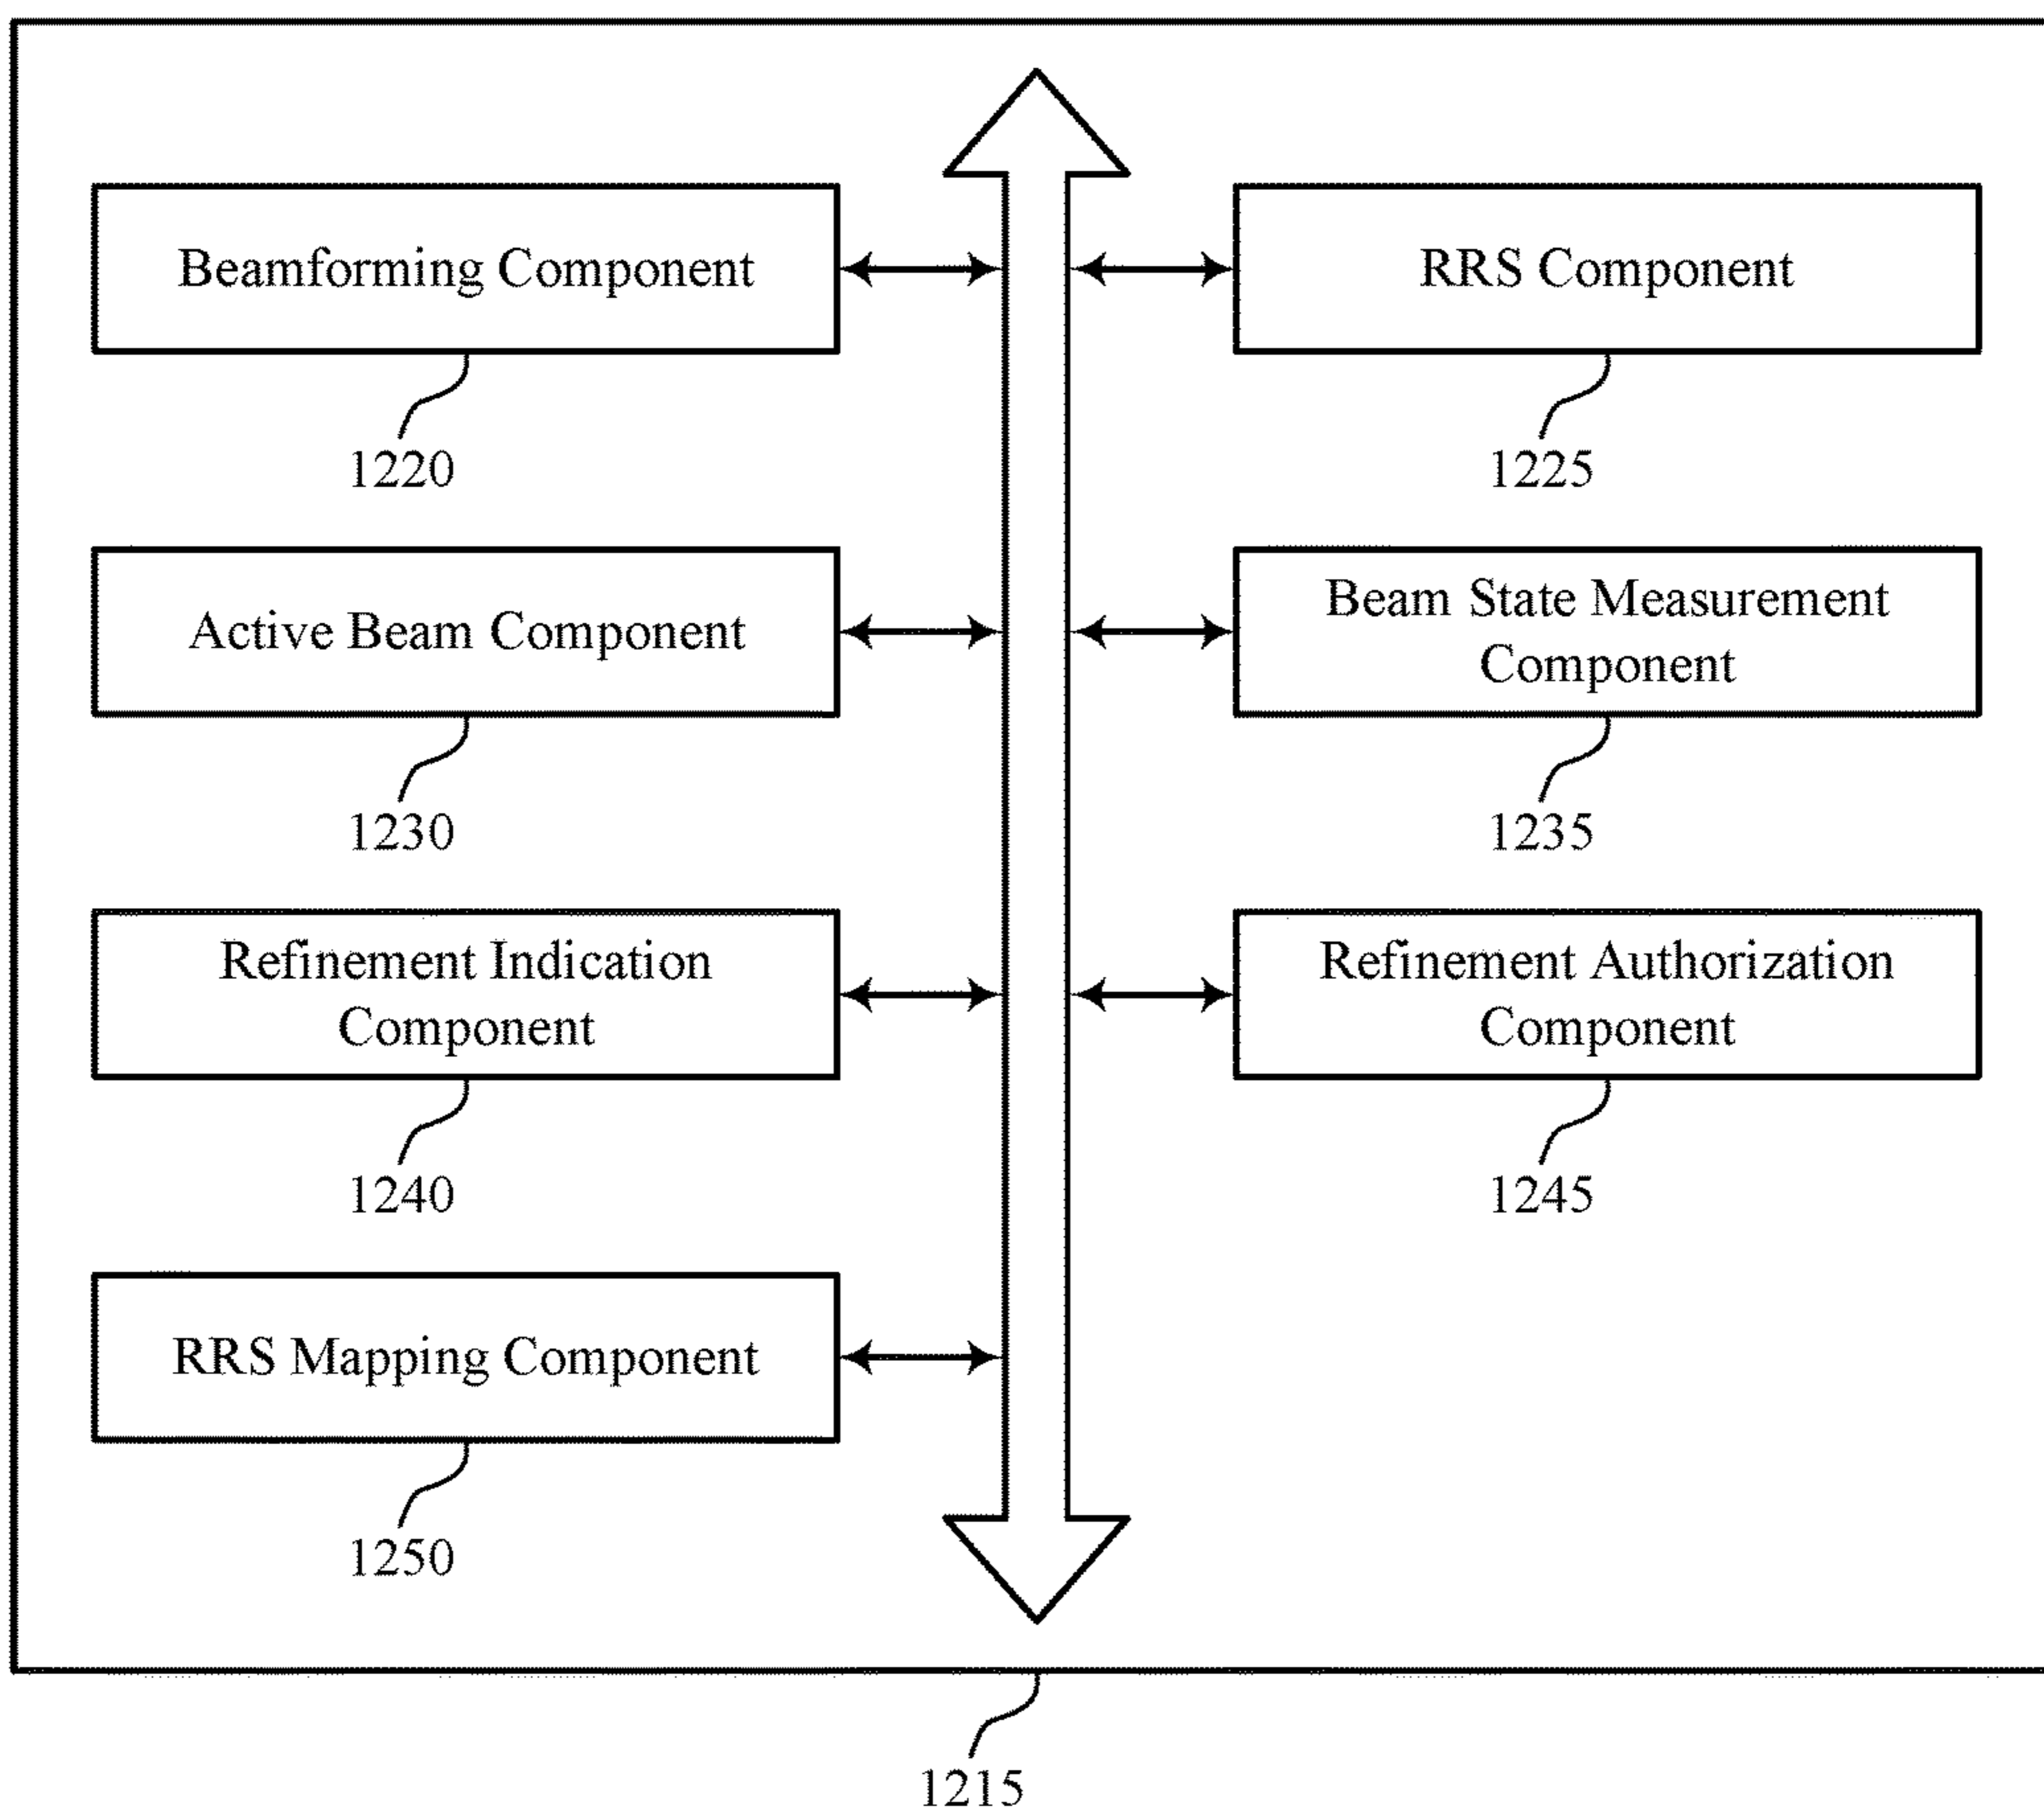 Beamforming Component
RRS Component
1220
1225
Active Beam Component
Beam State Measurement
Component
1230
1235
Refinement Indication
Component
Refinement Authorization
Component
1240
1245
RRS Mapping Component
1250
1215